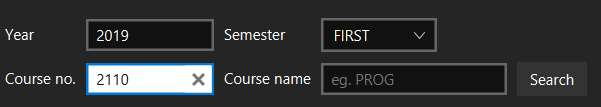 Year 2019 Semester FIRST
Course no. 2110 Course name eg. PROG Search